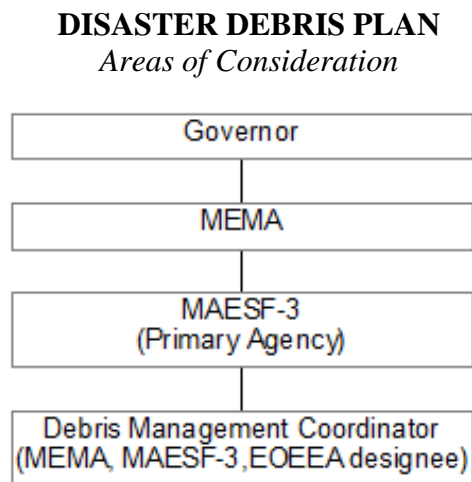 DISASTER DEBRIS PLAN
Areas of Consideration
Governor
MEMA
MAESF-3
(Primary Agency)
Debris Management Coordinator
(MEMA, MAESF-3,EOEEA designee)